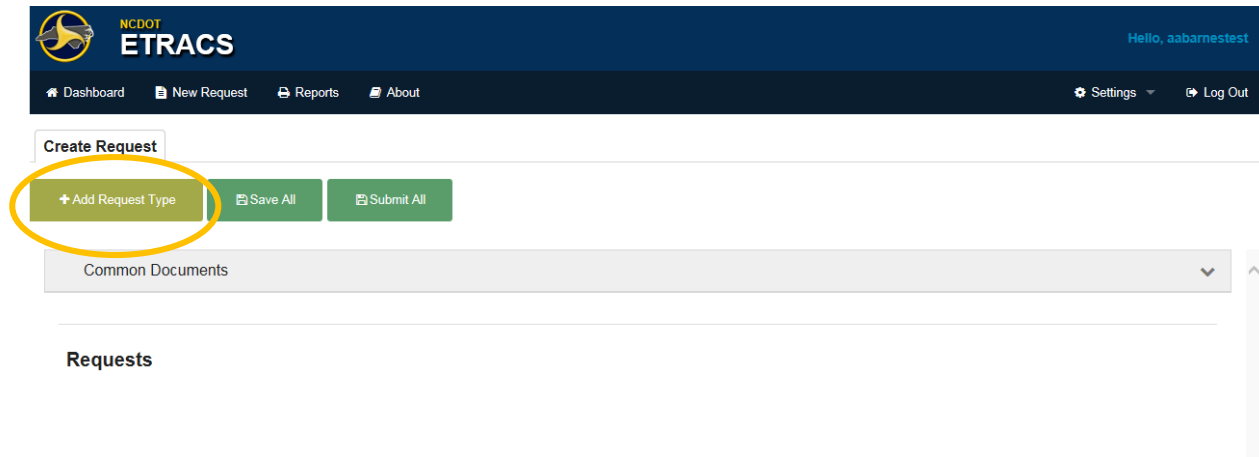 NCDOT
ETRACS
Hello, aabarnestest
Dashboard New Request Reports About Settings Log Out
Create Request
+ Add Request Type Save All Submit All
Common Documents
Requests